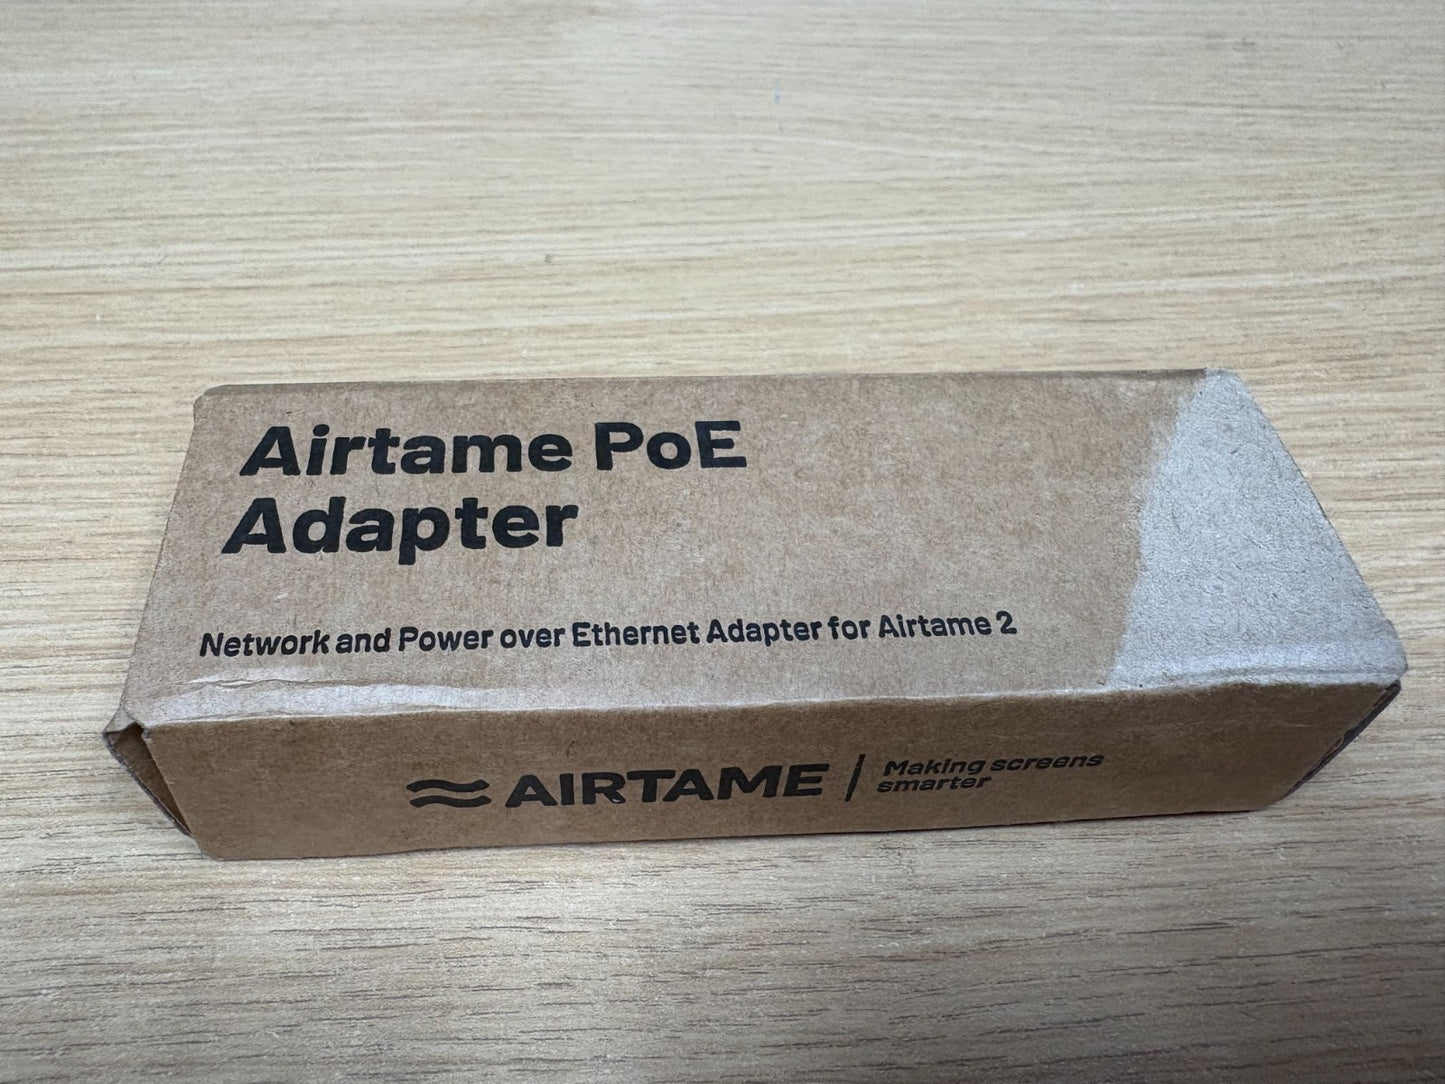 Airtame PoE
Adapter
Network and Power over Ethernet Adapter for Airtame 2
AIRTAME | Making screens
smarter